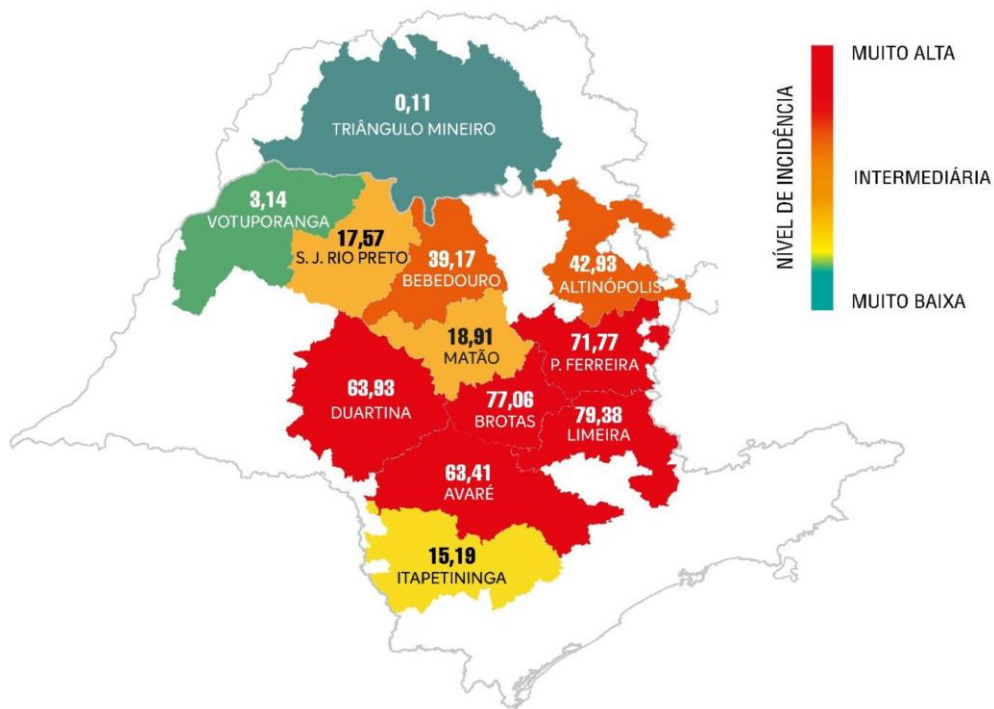 0,11
TRIÂNGULO MINEIRO
3,14
VOTUPORANGA
17,57
S. J. RIO PRETO
39,17
BEBEDOURO
42,93
ALTINÓPOLIS
18,91
MATÃO
71,77
P. FERREIRA
63,93
DUARTINA
77,06
BROTAS
79,38
LIMEIRA
63,41
AVARÉ
15,19
ITAPETININGA
NÍVEL DE INCIDÊNCIA
MUITO ALTA
INTERMEDIÁRIA
MUITO BAIXA